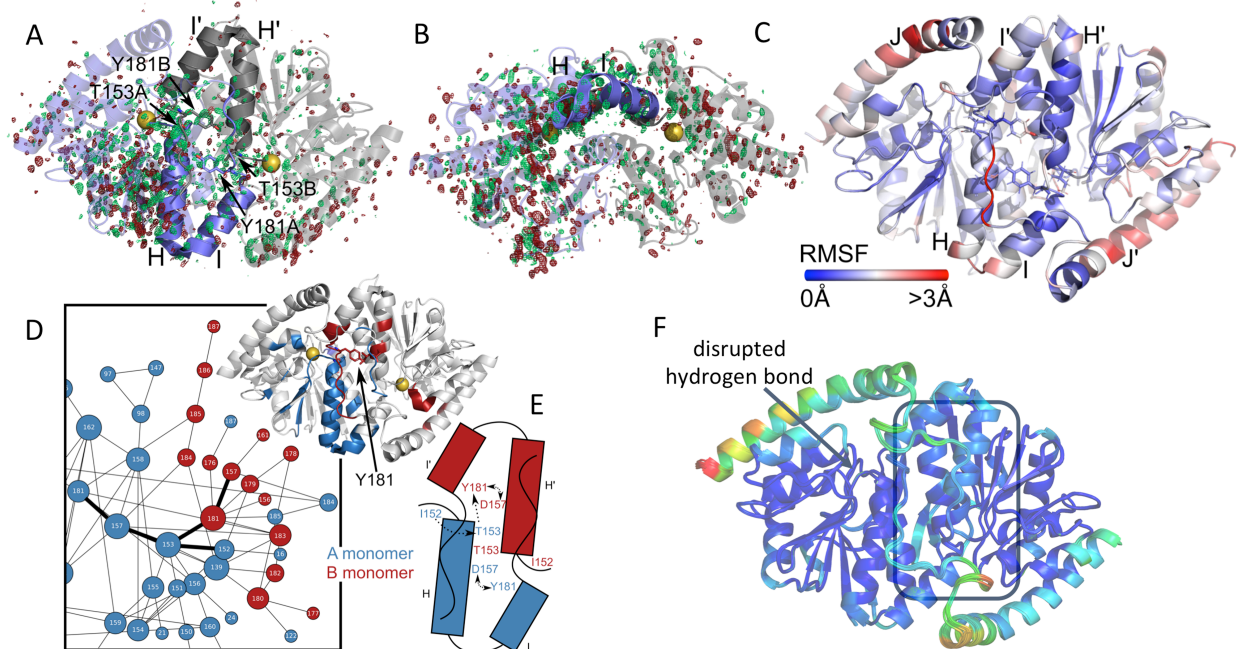 A
I'
H'
Y181B
T153A
T153B
Y181A
H
I
B
H
I
C
J
I'
H'
H
I
J'
RMSF
0Å
>3Å
D
187
147
97
186
98
185
187
162
161
158
184
176
178
157
179
181
156
184
181
185
157
183
153
152
16
139
182
155
151
156
180
177
159
154
21
150
160
24
122
A monomer
B monomer
Y181
E
I'
H'
Y181
D157
I152
T153
T153
I152
D157
Y181
H
F
disrupted
hydrogen bond